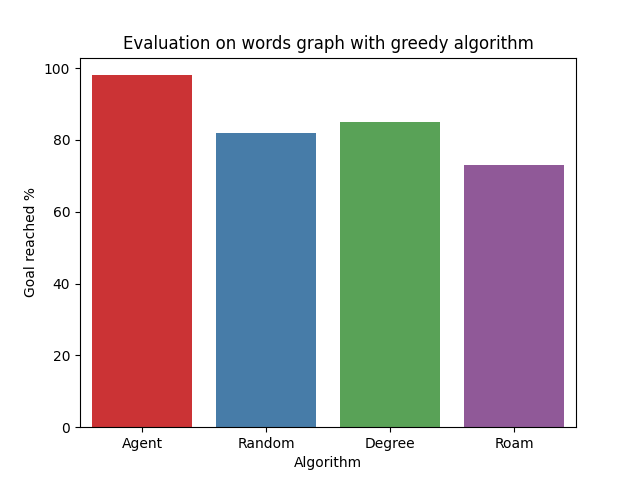 Evaluation on words graph with greedy algorithm
100
80
60
40
20
0
Goal reached %
Agent
Random
Degree
Roam
Algorithm